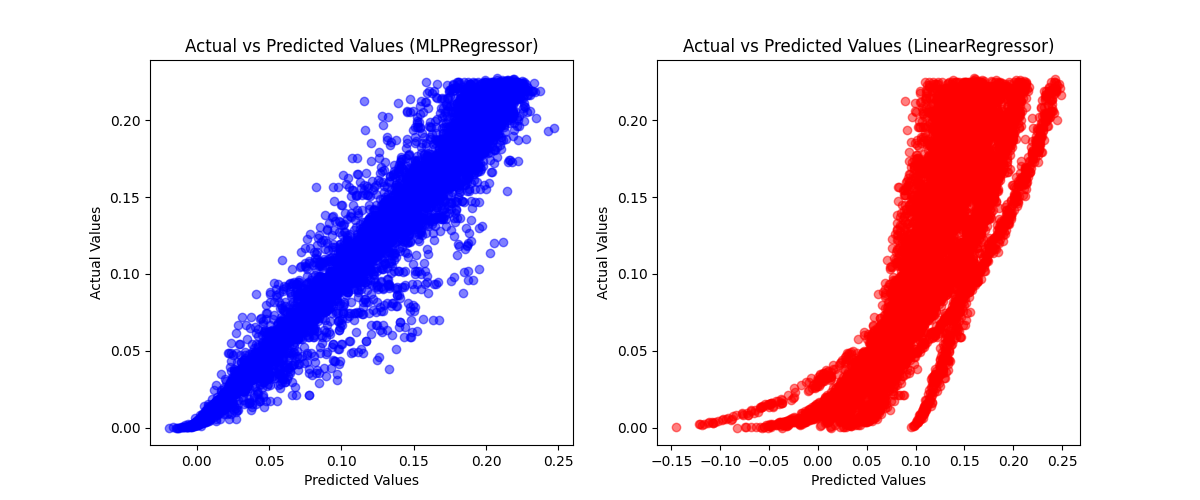 Actual vs Predicted Values (MLPRegressor)
Actual Values
0.20
0.15
0.10
0.05
0.00
0.00 0.05 0.10 0.15 0.20 0.25
Predicted Values
Actual vs Predicted Values (LinearRegressor)
Actual Values
0.20
0.15
0.10
0.05
0.00
−0.15 −0.10 −0.05 0.00 0.05 0.10 0.15 0.20 0.25
Predicted Values